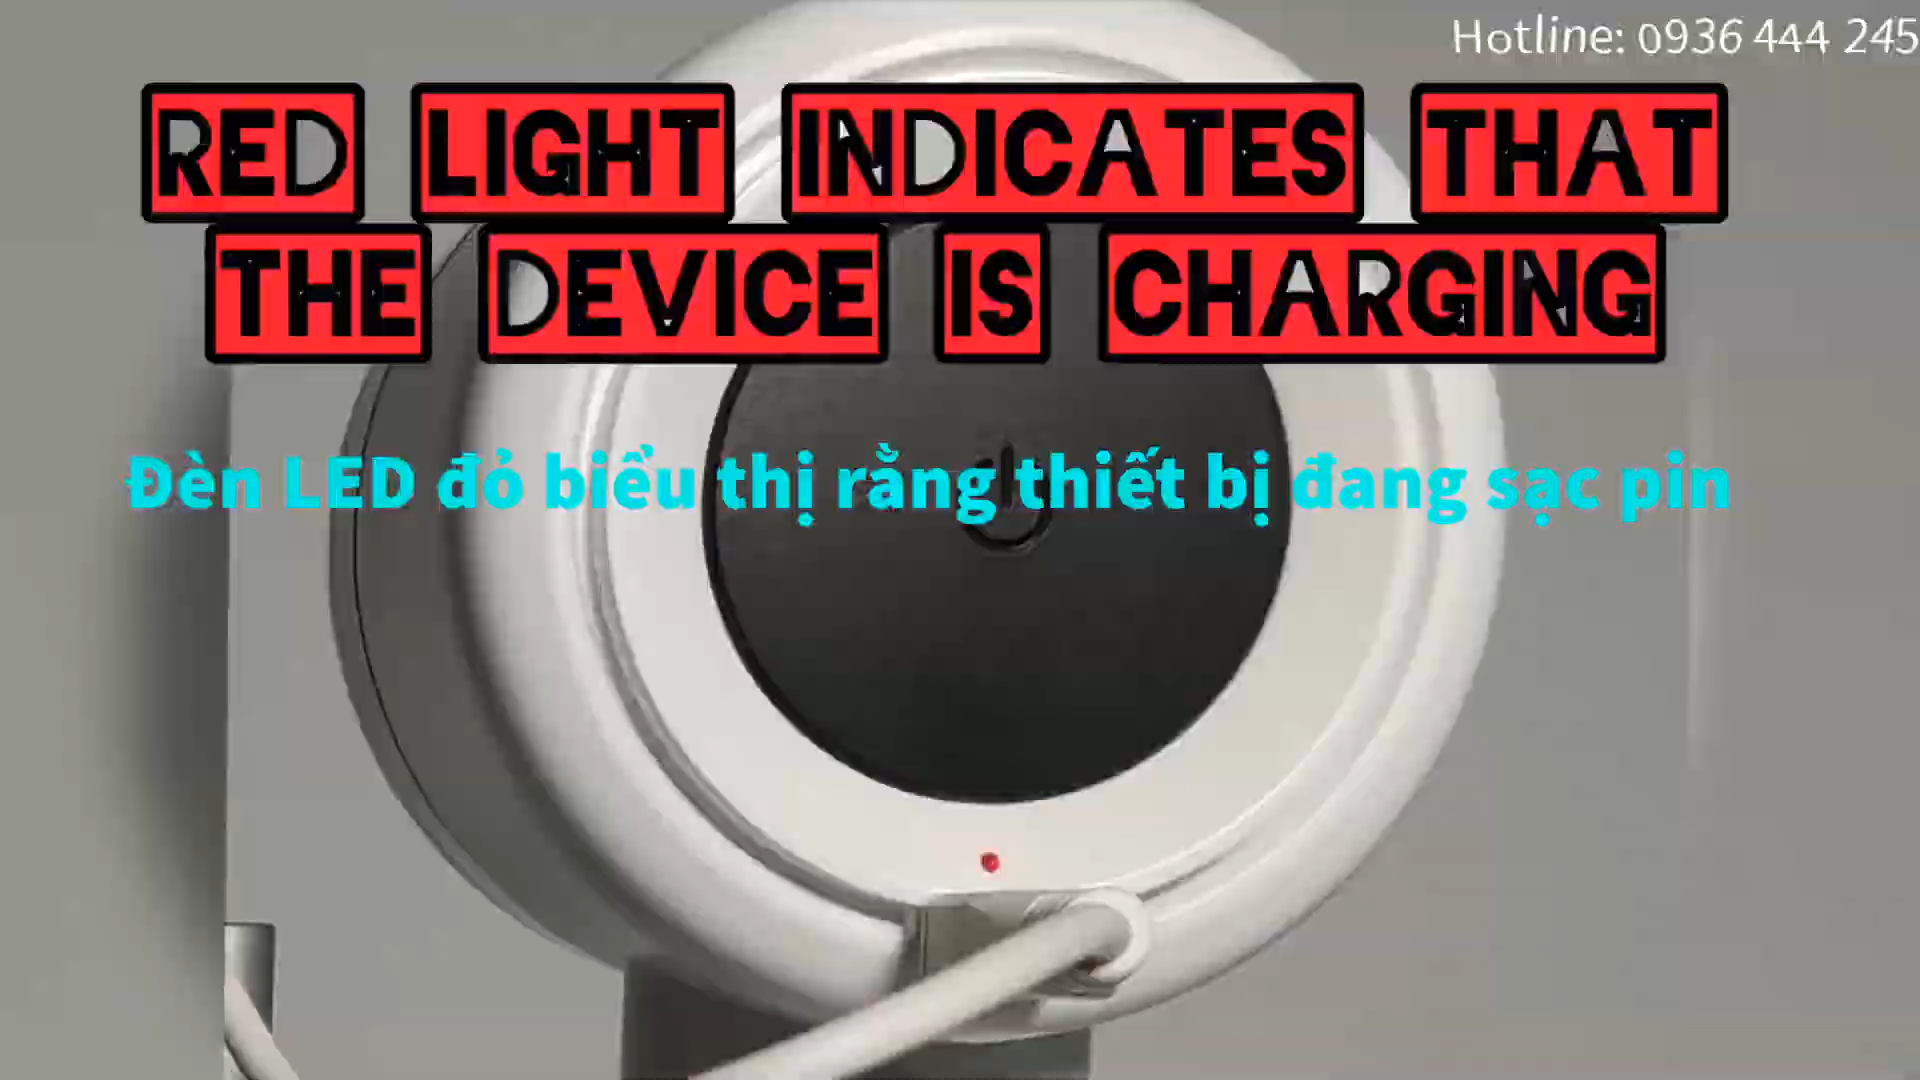 Hotline: 0936 444 245
RED LIGHT INDICATES THAT
THE DEVICE IS CHARGING
Đèn LED đỏ biểu thị rằng thiết bị đang sạc pin